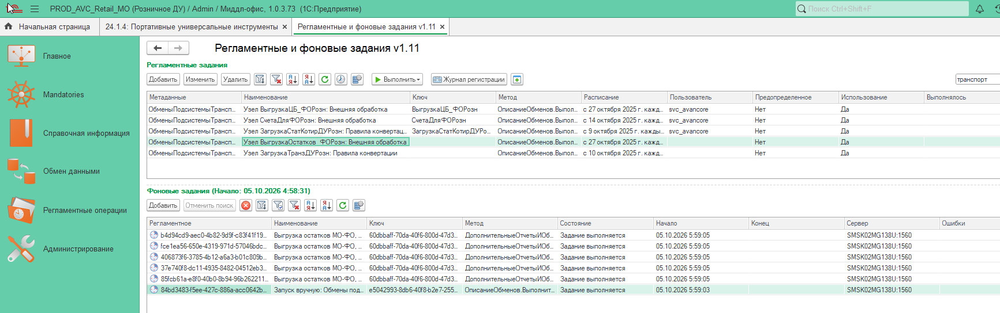 PROD_AVC_Retail_MO (Розничное ДУ) / Admin / Миддл-офис, 1.0.3.73 (1С:Предприятие)
Поиск Ctrl+Shift+F
Начальная страница
24.1.4: Портативные универсальные инструменты ×
Регламентные и фоновые задания v1.11 ×
Главное
Mandatories
Справочная информация
Обмен данными
Регламентные операции
Администрирование
Регламентные и фоновые задания v1.11
Регламентные задания
Добавить Изменить Удалить Выполнить Журнал регистрации транспорт
Метаданные Наименование Ключ Метод Расписание Пользователь Предопределенное Использование Выполнялось
ОбменыПодсистемыТрансп... Узел ВыгрузкаЦБ_ФОРозн: Внешняя обработка ВыгрузкаЦБ_ФОРозн ОписаниеОбменов.Выпол... с 27 октября 2025 г. кажд... svc_avancore Нет Да
ОбменыПодсистемыТрансп... Узел СчетаДляФОРозн: Внешняя обработка СчетаДляФОРозн ОписаниеОбменов.Выпол... с 14 октября 2025 г. кажд... svc_avancore Нет Да
ОбменыПодсистемыТрансп... Узел ЗагрузкаСтатКотирДУРозн: Правила конвертац... ЗагрузкаСтатКотирДУРо... ОписаниеОбменов.Выпол... с 9 октября 2025 г. кажды... svc_avancore Нет Да
ОбменыПодсистемыТрансп... Узел ВыгрузкаОстатков_ФОРозн: Внешняя обработка ОписаниеОбменов.Выпол... с 27 октября 2025 г. кажд... Нет Да
ОбменыПодсистемыТрансп... Узел ЗагрузкаТранзДУРозн: Правила конвертации ОписаниеОбменов.Выпол... с 10 октября 2025 г. кажд... Нет Да
Фоновые задания (Начало: 05.10.2026 4:58:31)
Добавить Отменить поиск
Регламентное Наименование Ключ Метод Состояние Начало Конец Сервер Ошибки
b4d94cd9-aec0-4b82-9d9f-c83f41f19... Выгрузка остатков МО-ФО, ... 60dbbaff-70da-40f6-800d-47d3... ДополнительныеОтчетыИОб... Задание выполняется 05.10.2026 5:59:05 SMSK02MG138U:1560
fce1ea56-650e-4319-971d-57046bdc... Выгрузка остатков МО-ФО, ... 60dbbaff-70da-40f6-800d-47d3... ДополнительныеОтчетыИОб... Задание выполняется 05.10.2026 5:59:05 SMSK02MG138U:1560
406873f6-3785-4b12-a6a3-b01c809b... Выгрузка остатков МО-ФО, ... 60dbbaff-70da-40f6-800d-47d3... ДополнительныеОтчетыИОб... Задание выполняется 05.10.2026 5:59:05 SMSK02MG138U:1560
37e740f8-dc11-4935-8482-04512eb3... Выгрузка остатков МО-ФО, ... 60dbbaff-70da-40f6-800d-47d3... ДополнительныеОтчетыИОб... Задание выполняется 05.10.2026 5:59:05 SMSK02MG138U:1560
85fcb61a-e8f0-40b0-8b94-96b262211... Выгрузка остатков МО-ФО, ... 60dbbaff-70da-40f6-800d-47d3... ДополнительныеОтчетыИОб... Задание выполняется 05.10.2026 5:59:05 SMSK02MG138U:1560
84bd3483-f5ee-427c-886a-acc0642b... Запуск вручную: Обмены под... e5042993-8db6-40f8-b2e7-255... ОписаниеОбменов.Выполнит... Задание выполняется 05.10.2026 5:59:03 SMSK02MG138U:1560